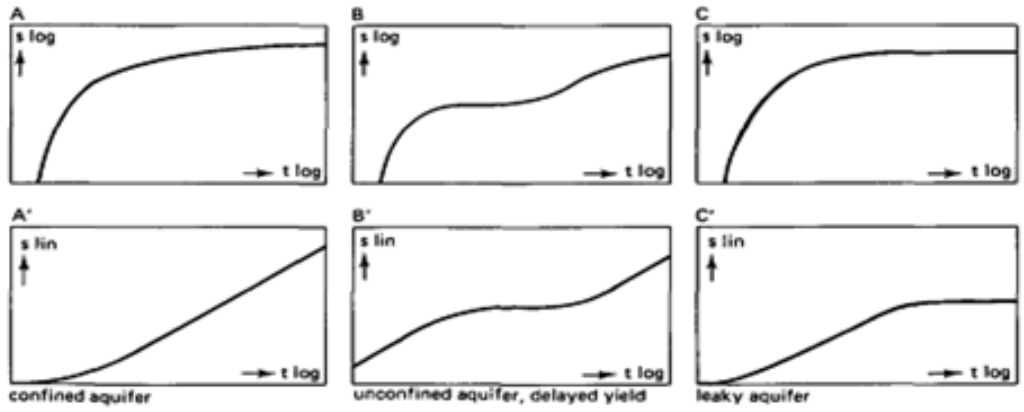 A
s log
t log
B
s log
t log
C
s log
t log
A'
s lin
t log
confined aquifer
B'
s lin
t log
unconfined aquifer, delayed yield
C'
s lin
t log
leaky aquifer